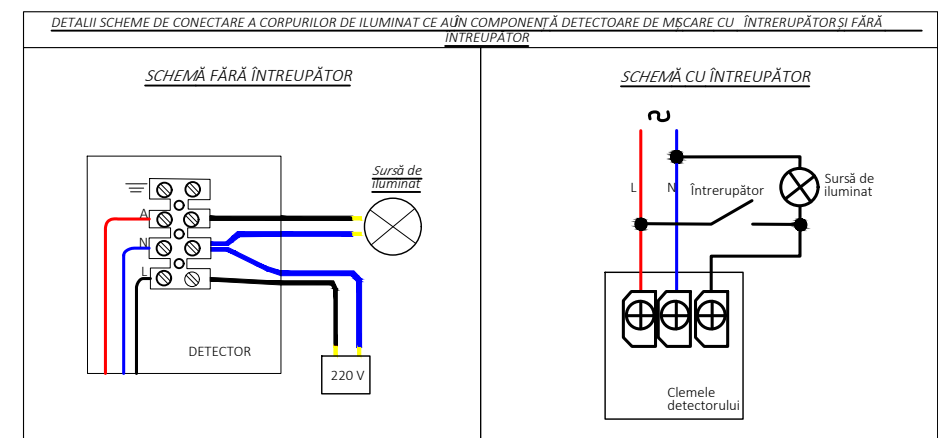 DETALII SCHEME DE CONECTARE A CORPURILOR DE ILUMINAT CE AU ÎN COMPONENȚĂ DETECTOARE DE MIȘCARE CU ÎNTRERUPĂTOR ȘI FĂRĂ
ÎNTREUPĂTOR
SCHEMĂ FĂRĂ ÎNTREUPĂTOR
Sursă de
iluminat
A
N
L
DETECTOR
220 V
SCHEMĂ CU ÎNTREUPĂTOR
L
N
Întrerupător
Sursă de
iluminat
Clemele
detectorului